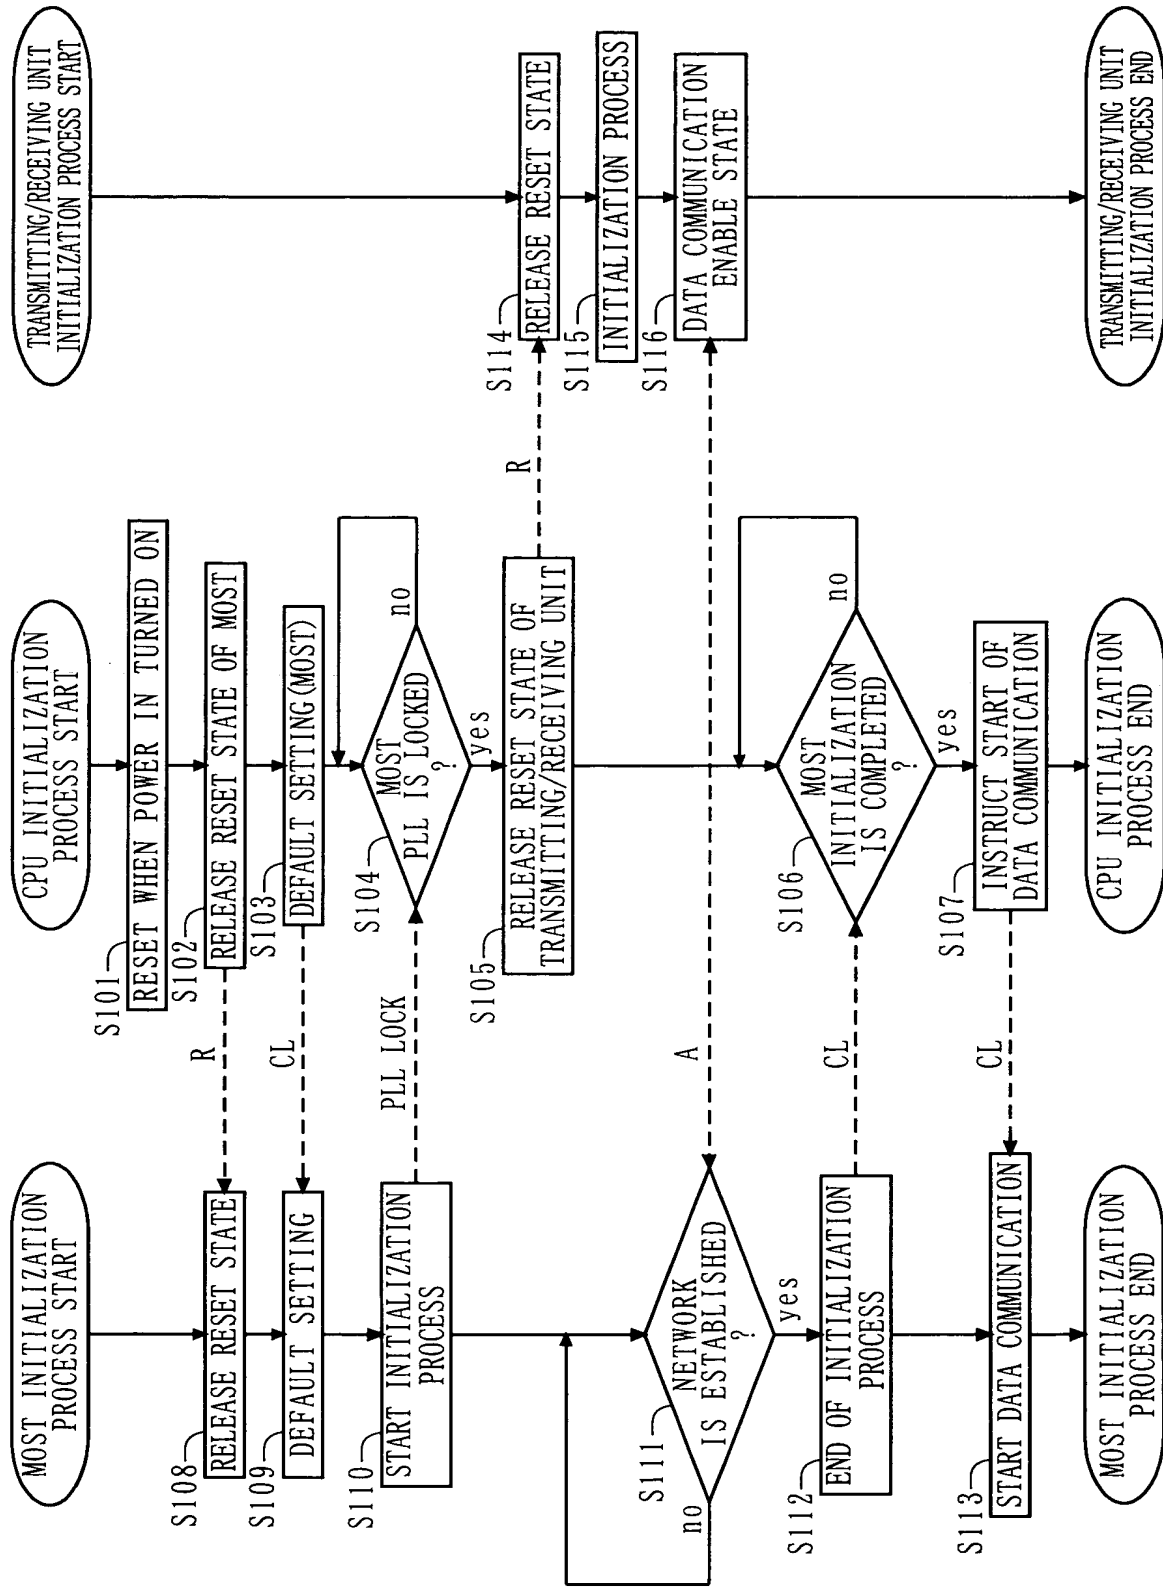 MOST INITIALIZATION
PROCESS START
S108
RELEASE RESET STATE
S109
DEFAULT SETTING
S110
START INITIALIZATION
PROCESS
S111
NETWORK
IS ESTABLISHED
?
no
yes
S112
END OF INITIALIZATION
PROCESS
S113
START DATA COMMUNICATION
MOST INITIALIZATION
PROCESS END
R
CL
PLL LOCK
A
CL
CL
CPU INITIALIZATION
PROCESS START
S101
RESET WHEN POWER IN TURNED ON
S102
RELEASE RESET STATE OF MOST
S103
DEFAULT SETTING(MOST)
S104
MOST
PLL IS LOCKED
?
no
yes
S105
RELEASE RESET STATE OF
TRANSMITTING/RECEIVING UNIT
S106
MOST
INITIALIZATION
IS COMPLETED
?
no
yes
S107
INSTRUCT START OF
DATA COMMUNICATION
CPU INITIALIZATION
PROCESS END
R
TRANSMITTING/RECEIVING UNIT
INITIALIZATION PROCESS START
S114
RELEASE RESET STATE
S115
INITIALIZATION PROCESS
S116
DATA COMMUNICATION
ENABLE STATE
TRANSMITTING/RECEIVING UNIT
INITIALIZATION PROCESS END